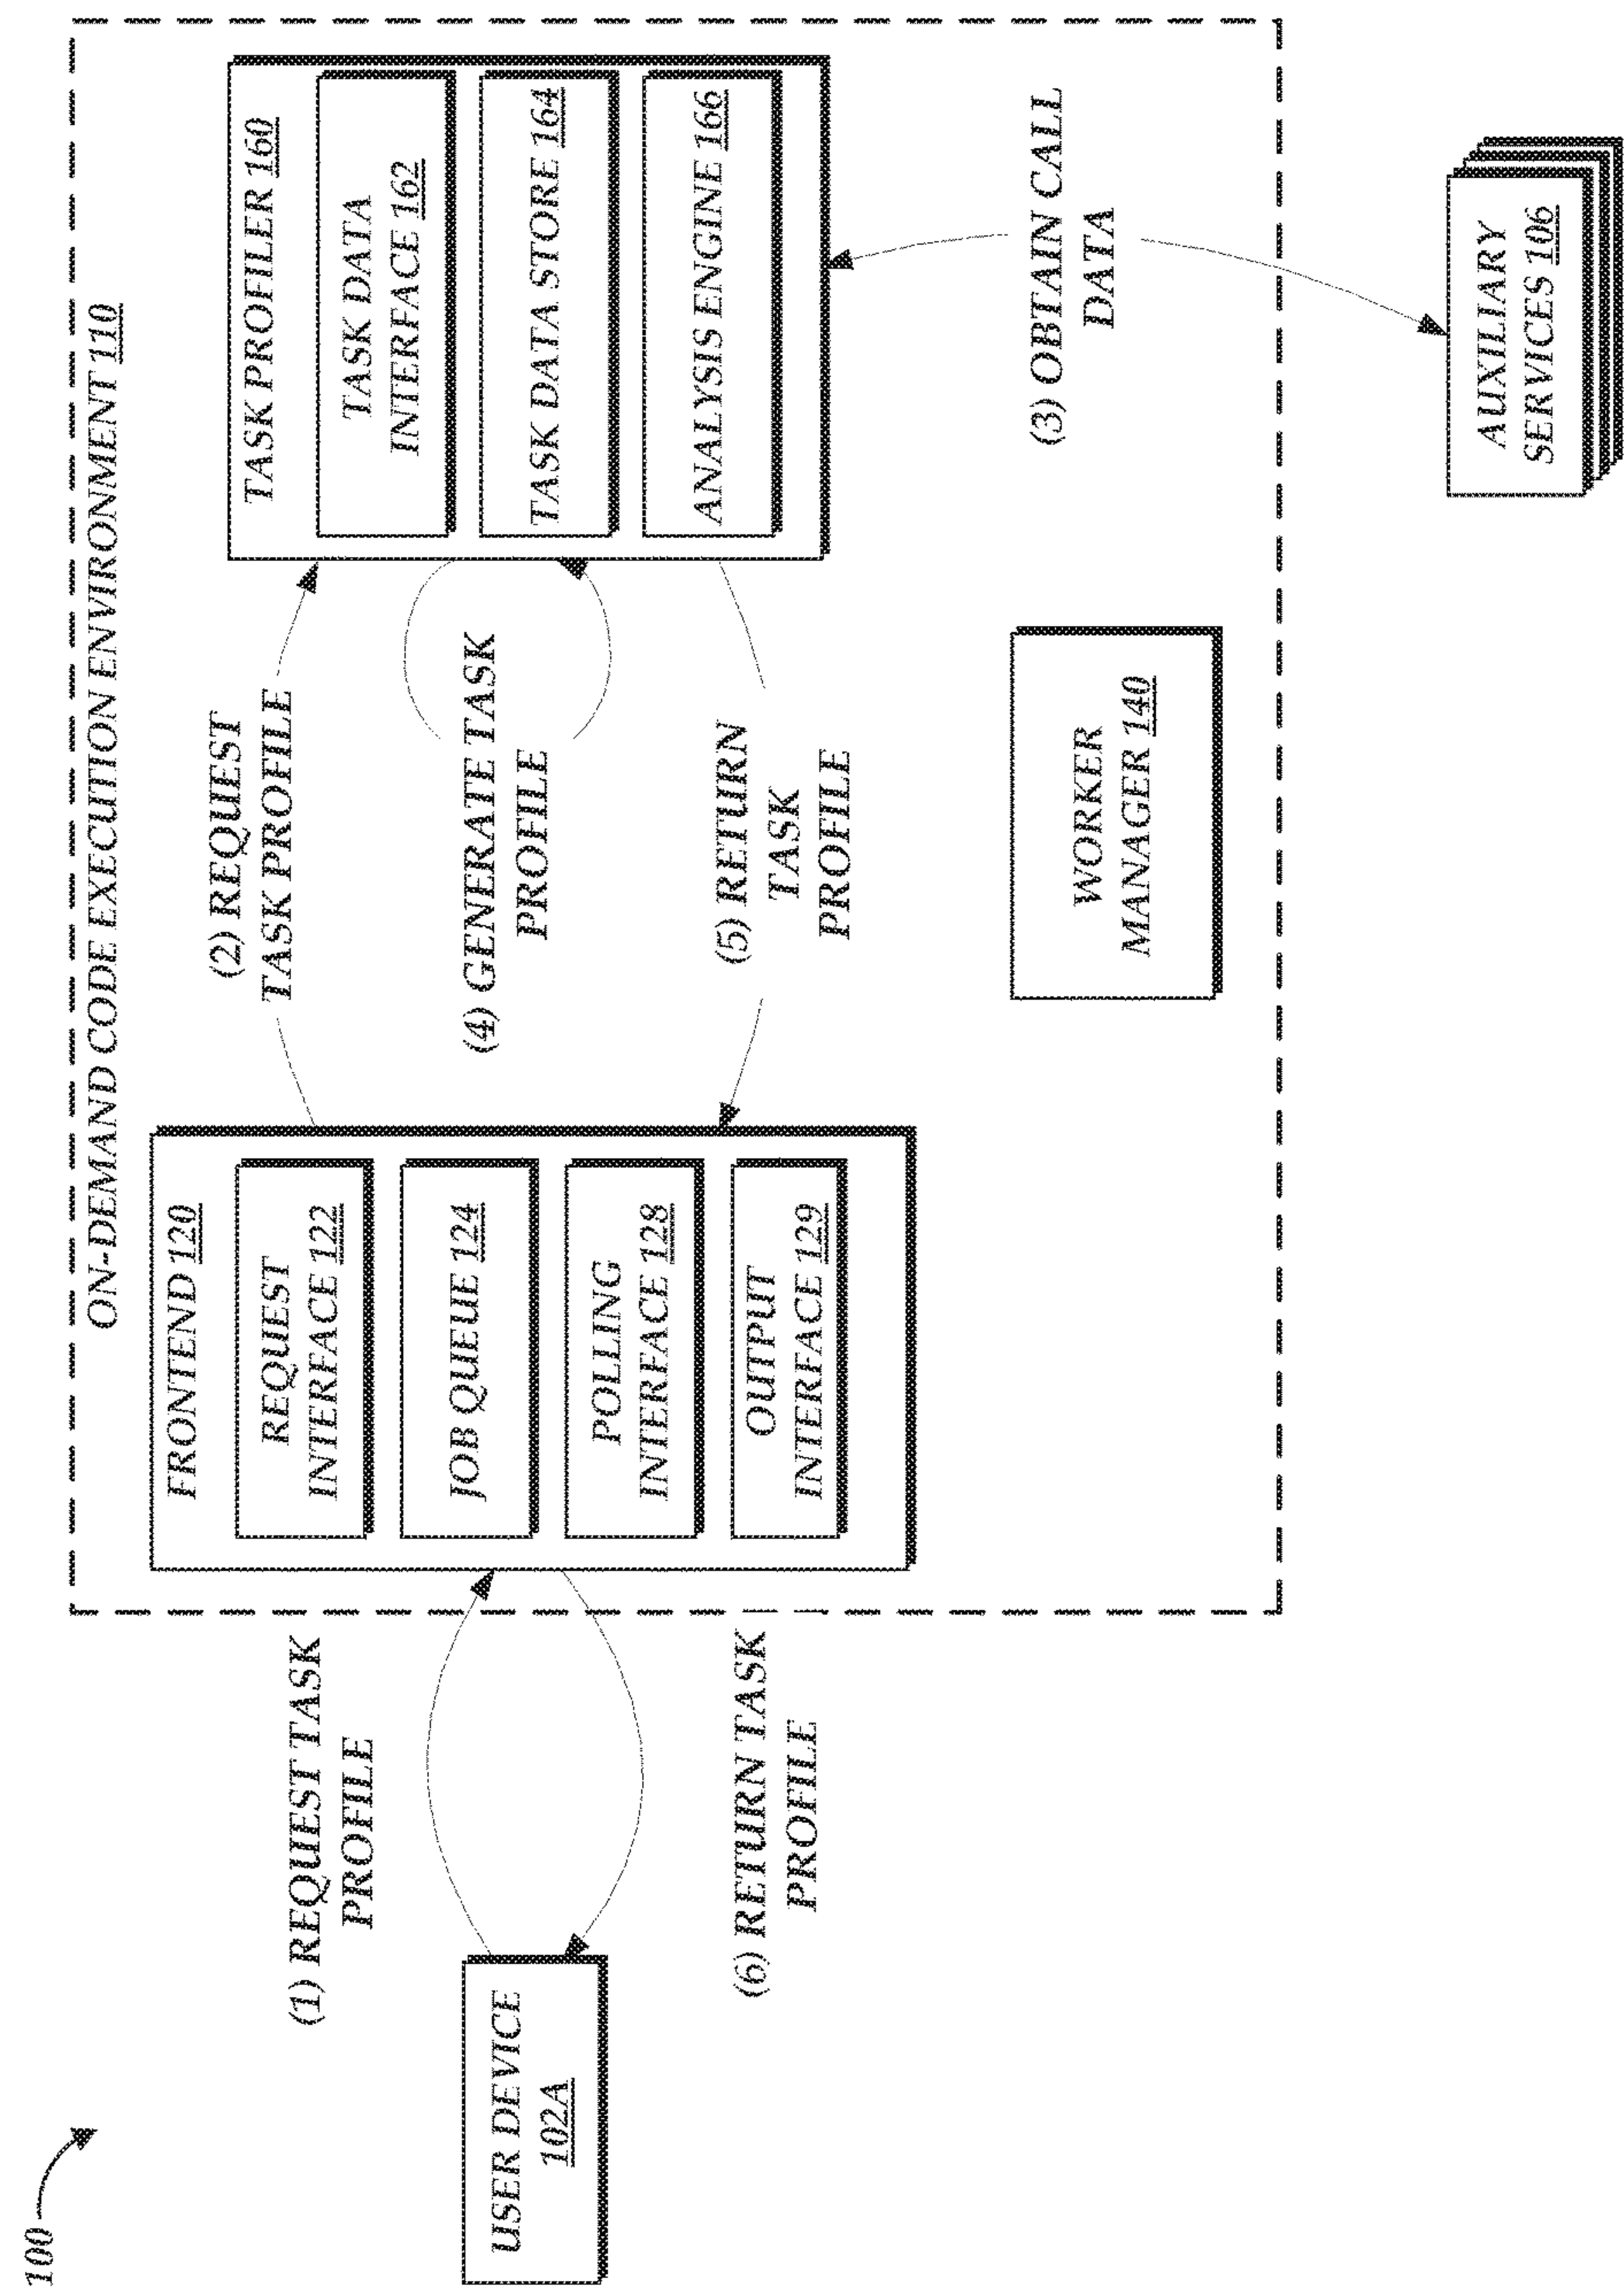 100
ON-DEMAND CODE EXECUTION ENVIRONMENT 110
USER DEVICE
102A
(1) REQUEST TASK
PROFILE
(6) RETURN TASK
PROFILE
FRONTEND 120
REQUEST
INTERFACE 122
JOB QUEUE 124
POLLING
INTERFACE 128
OUTPUT
INTERFACE 129
(2) REQUEST
TASK PROFILE
(4) GENERATE TASK
PROFILE
(5) RETURN
TASK
PROFILE
WORKER
MANAGER 140
TASK PROFILER 160
TASK DATA
INTERFACE 162
TASK DATA STORE 164
ANALYSIS ENGINE 166
(3) OBTAIN CALL
DATA
AUXILIARY
SERVICES 106